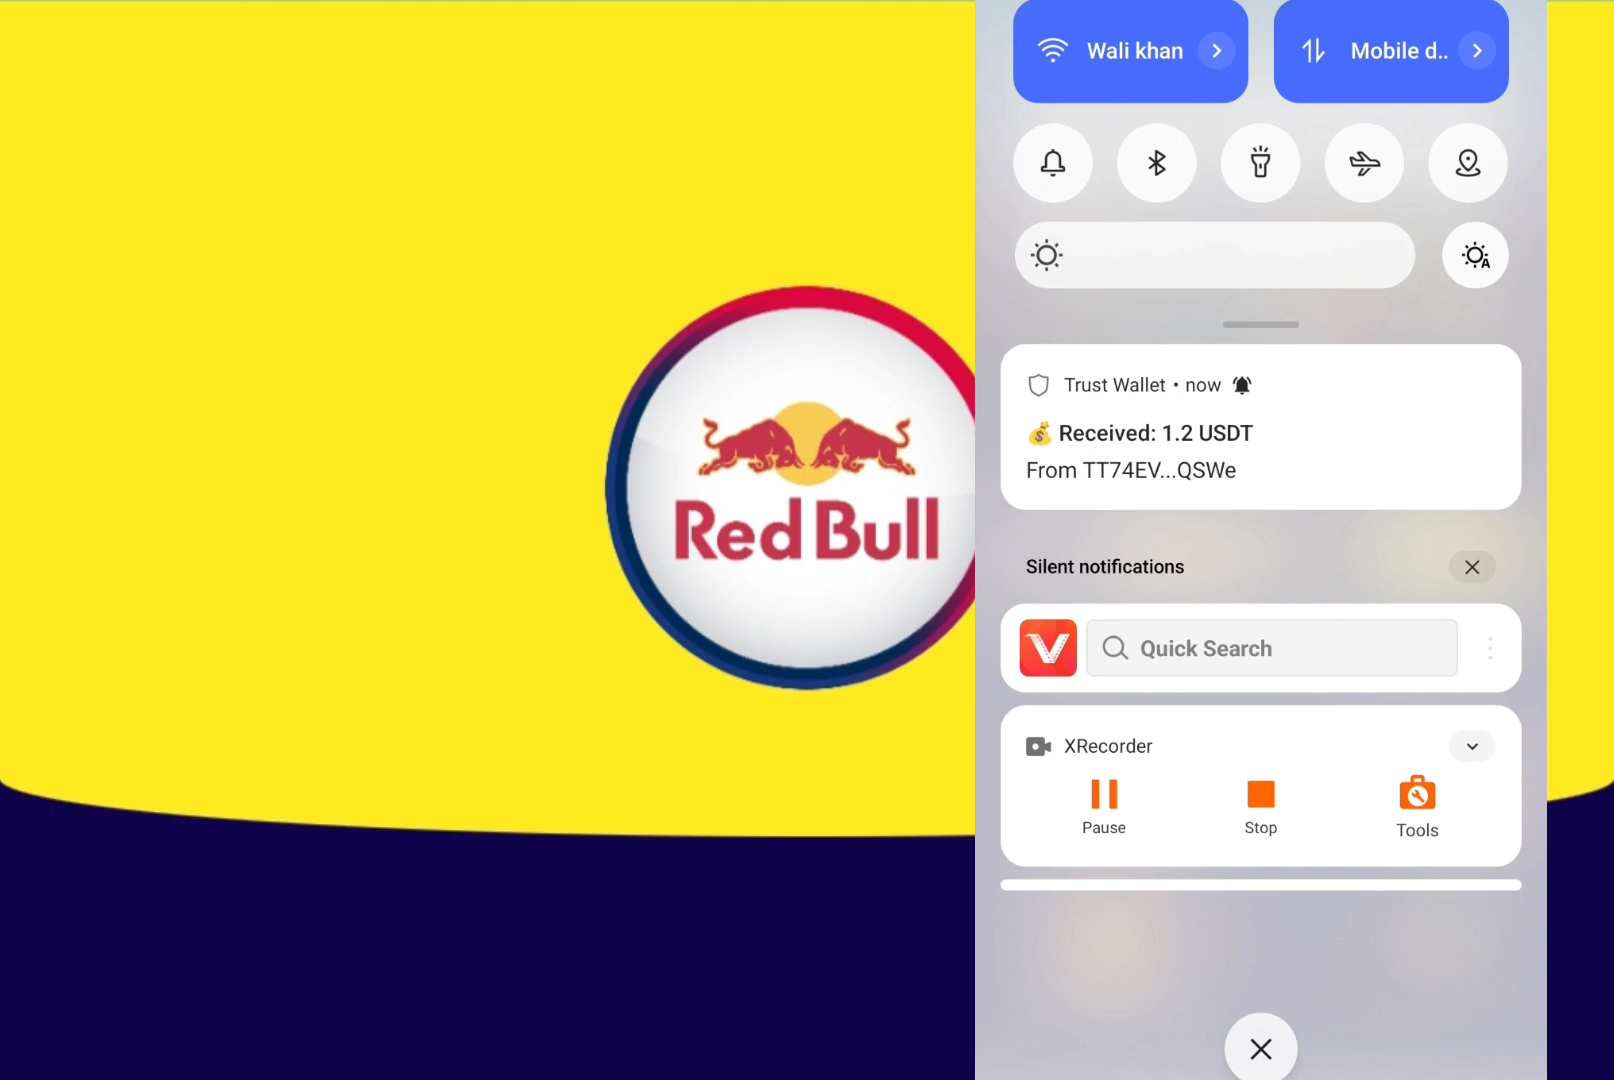 Red Bull
Wali khan
Mobile d..
Trust Wallet • now
Received: 1.2 USDT
From TT74EV...QSWe
Silent notifications
Quick Search
XRecorder
Pause
Stop
Tools